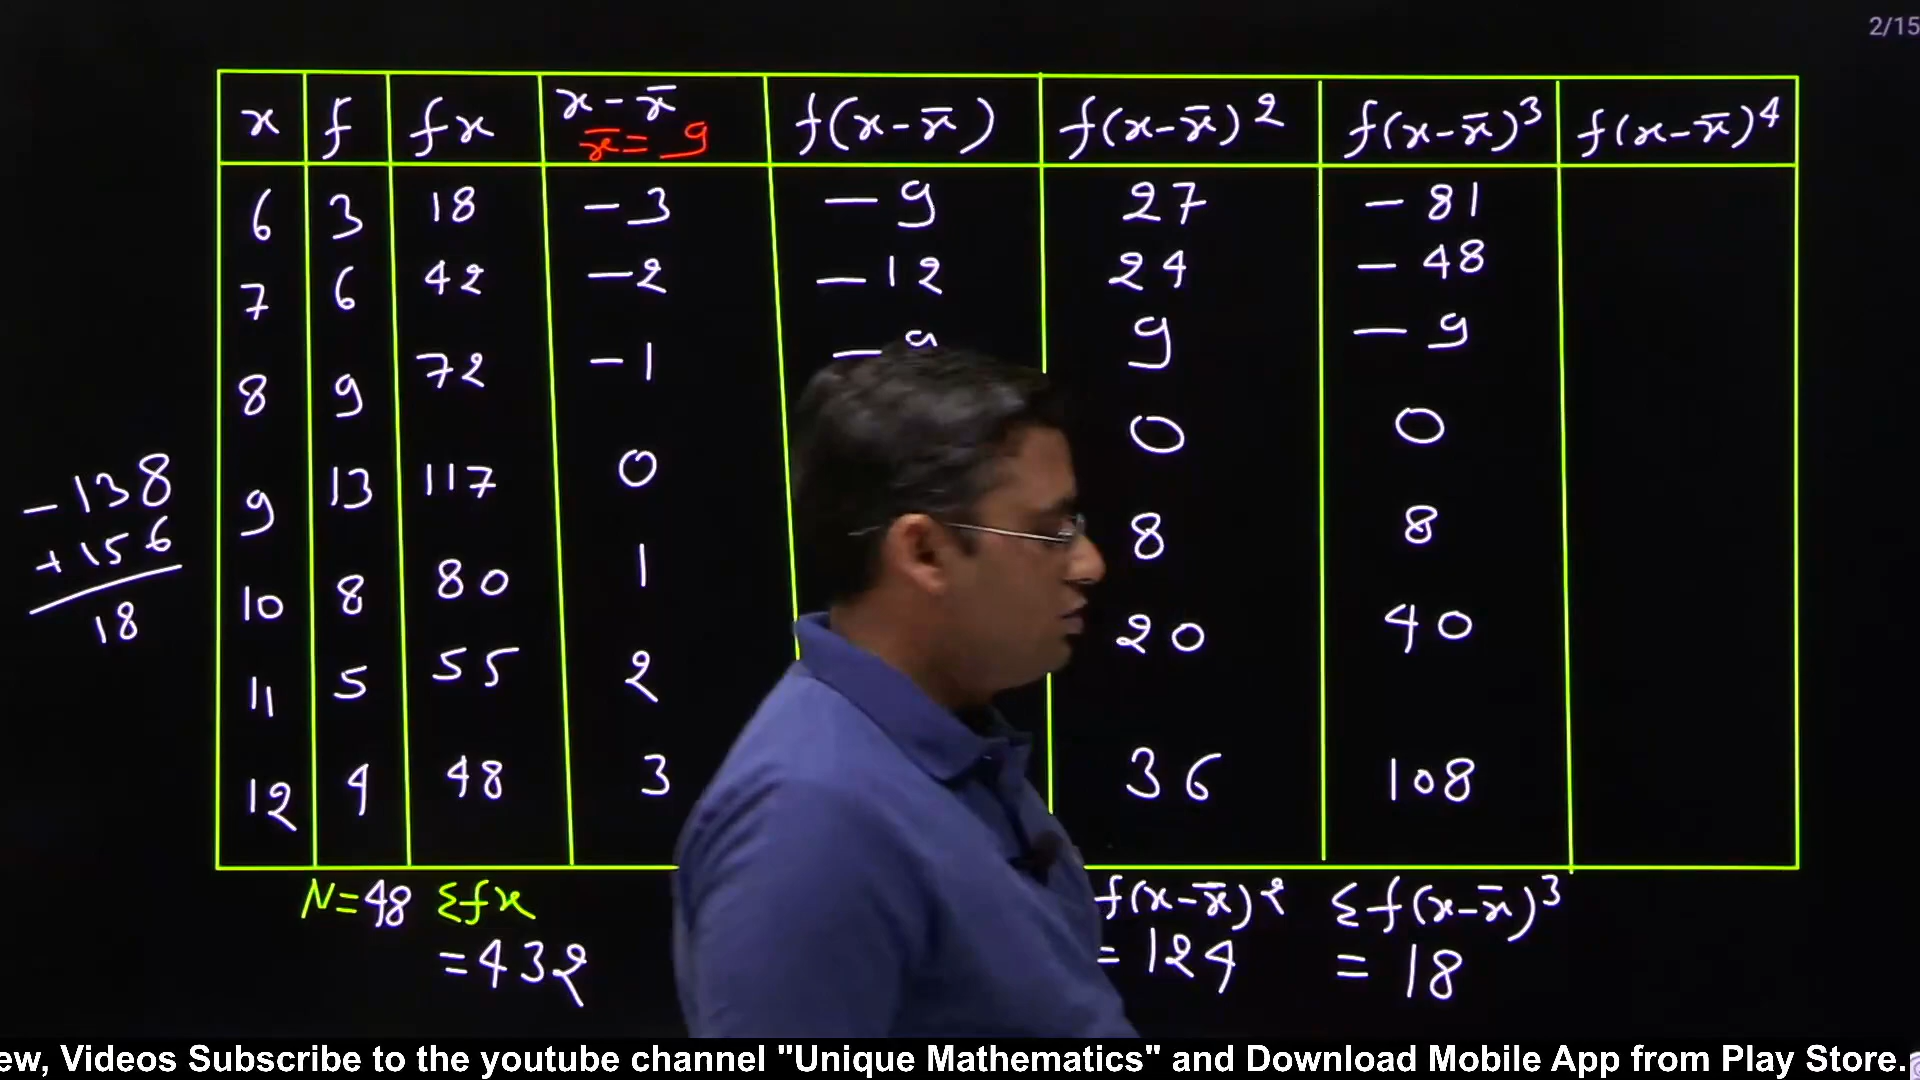 2/15
x f fx x - x̄ f(x-x̄) f(x-x̄)² f(x-x̄)³ f(x-x̄)⁴
x̄ = 9
6 3 18 -3 -9 27 -81
7 6 42 -2 -12 24 -48
8 9 72 -1 -9 9 -9
9 13 117 0 0 0
10 8 80 1 8 8
11 5 55 2 20 40
12 4 48 3 36 108
-138
+156
18
N=48 Σfx f(x-x̄)² Σf(x-x̄)³
=432 = 124 = 18
ew, Videos Subscribe to the youtube channel "Unique Mathematics" and Download Mobile App from Play Store.